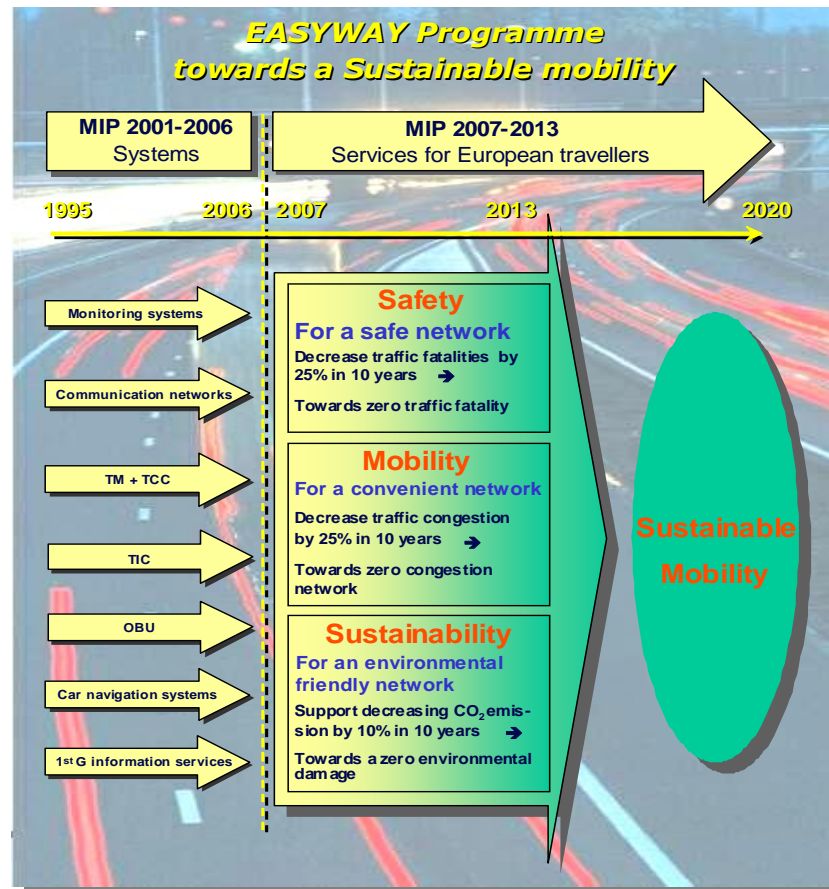 EASYWAY Programme
towards a Sustainable mobility
MIP 2001-2006
Systems
MIP 2007-2013
Services for European travellers
1995
2006
2007
2013
2020
Monitoring systems
Communication networks
TM + TCC
TIC
OBU
Car navigation systems
1st G information services
Safety
For a safe network
Decrease traffic fatalities by
25% in 10 years ➔
Towards zero traffic fatality
Mobility
For a convenient network
Decrease traffic congestion
by 25% in 10 years ➔
Towards zero congestion
network
Sustainability
For an environmental
friendly network
Support decreasing CO₂ emis-
sion by 10% in 10 years ➔
Towards a zero environmental
damage
Sustainable
Mobility